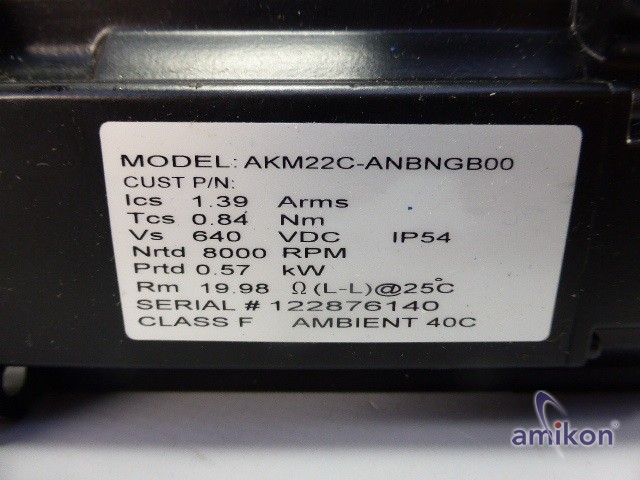 MODEL: AKM22C-ANBNGB00
CUST P/N:
Ics 1.39 Arms
Tcs 0.84 Nm
Vs 640 VDC IP54
Nrtd 8000 RPM
Prtd 0.57 kW
Rm 19.98 Ω(L-L)@25°C
SERIAL # 122876140
CLASS F AMBIENT 40C
amikon®